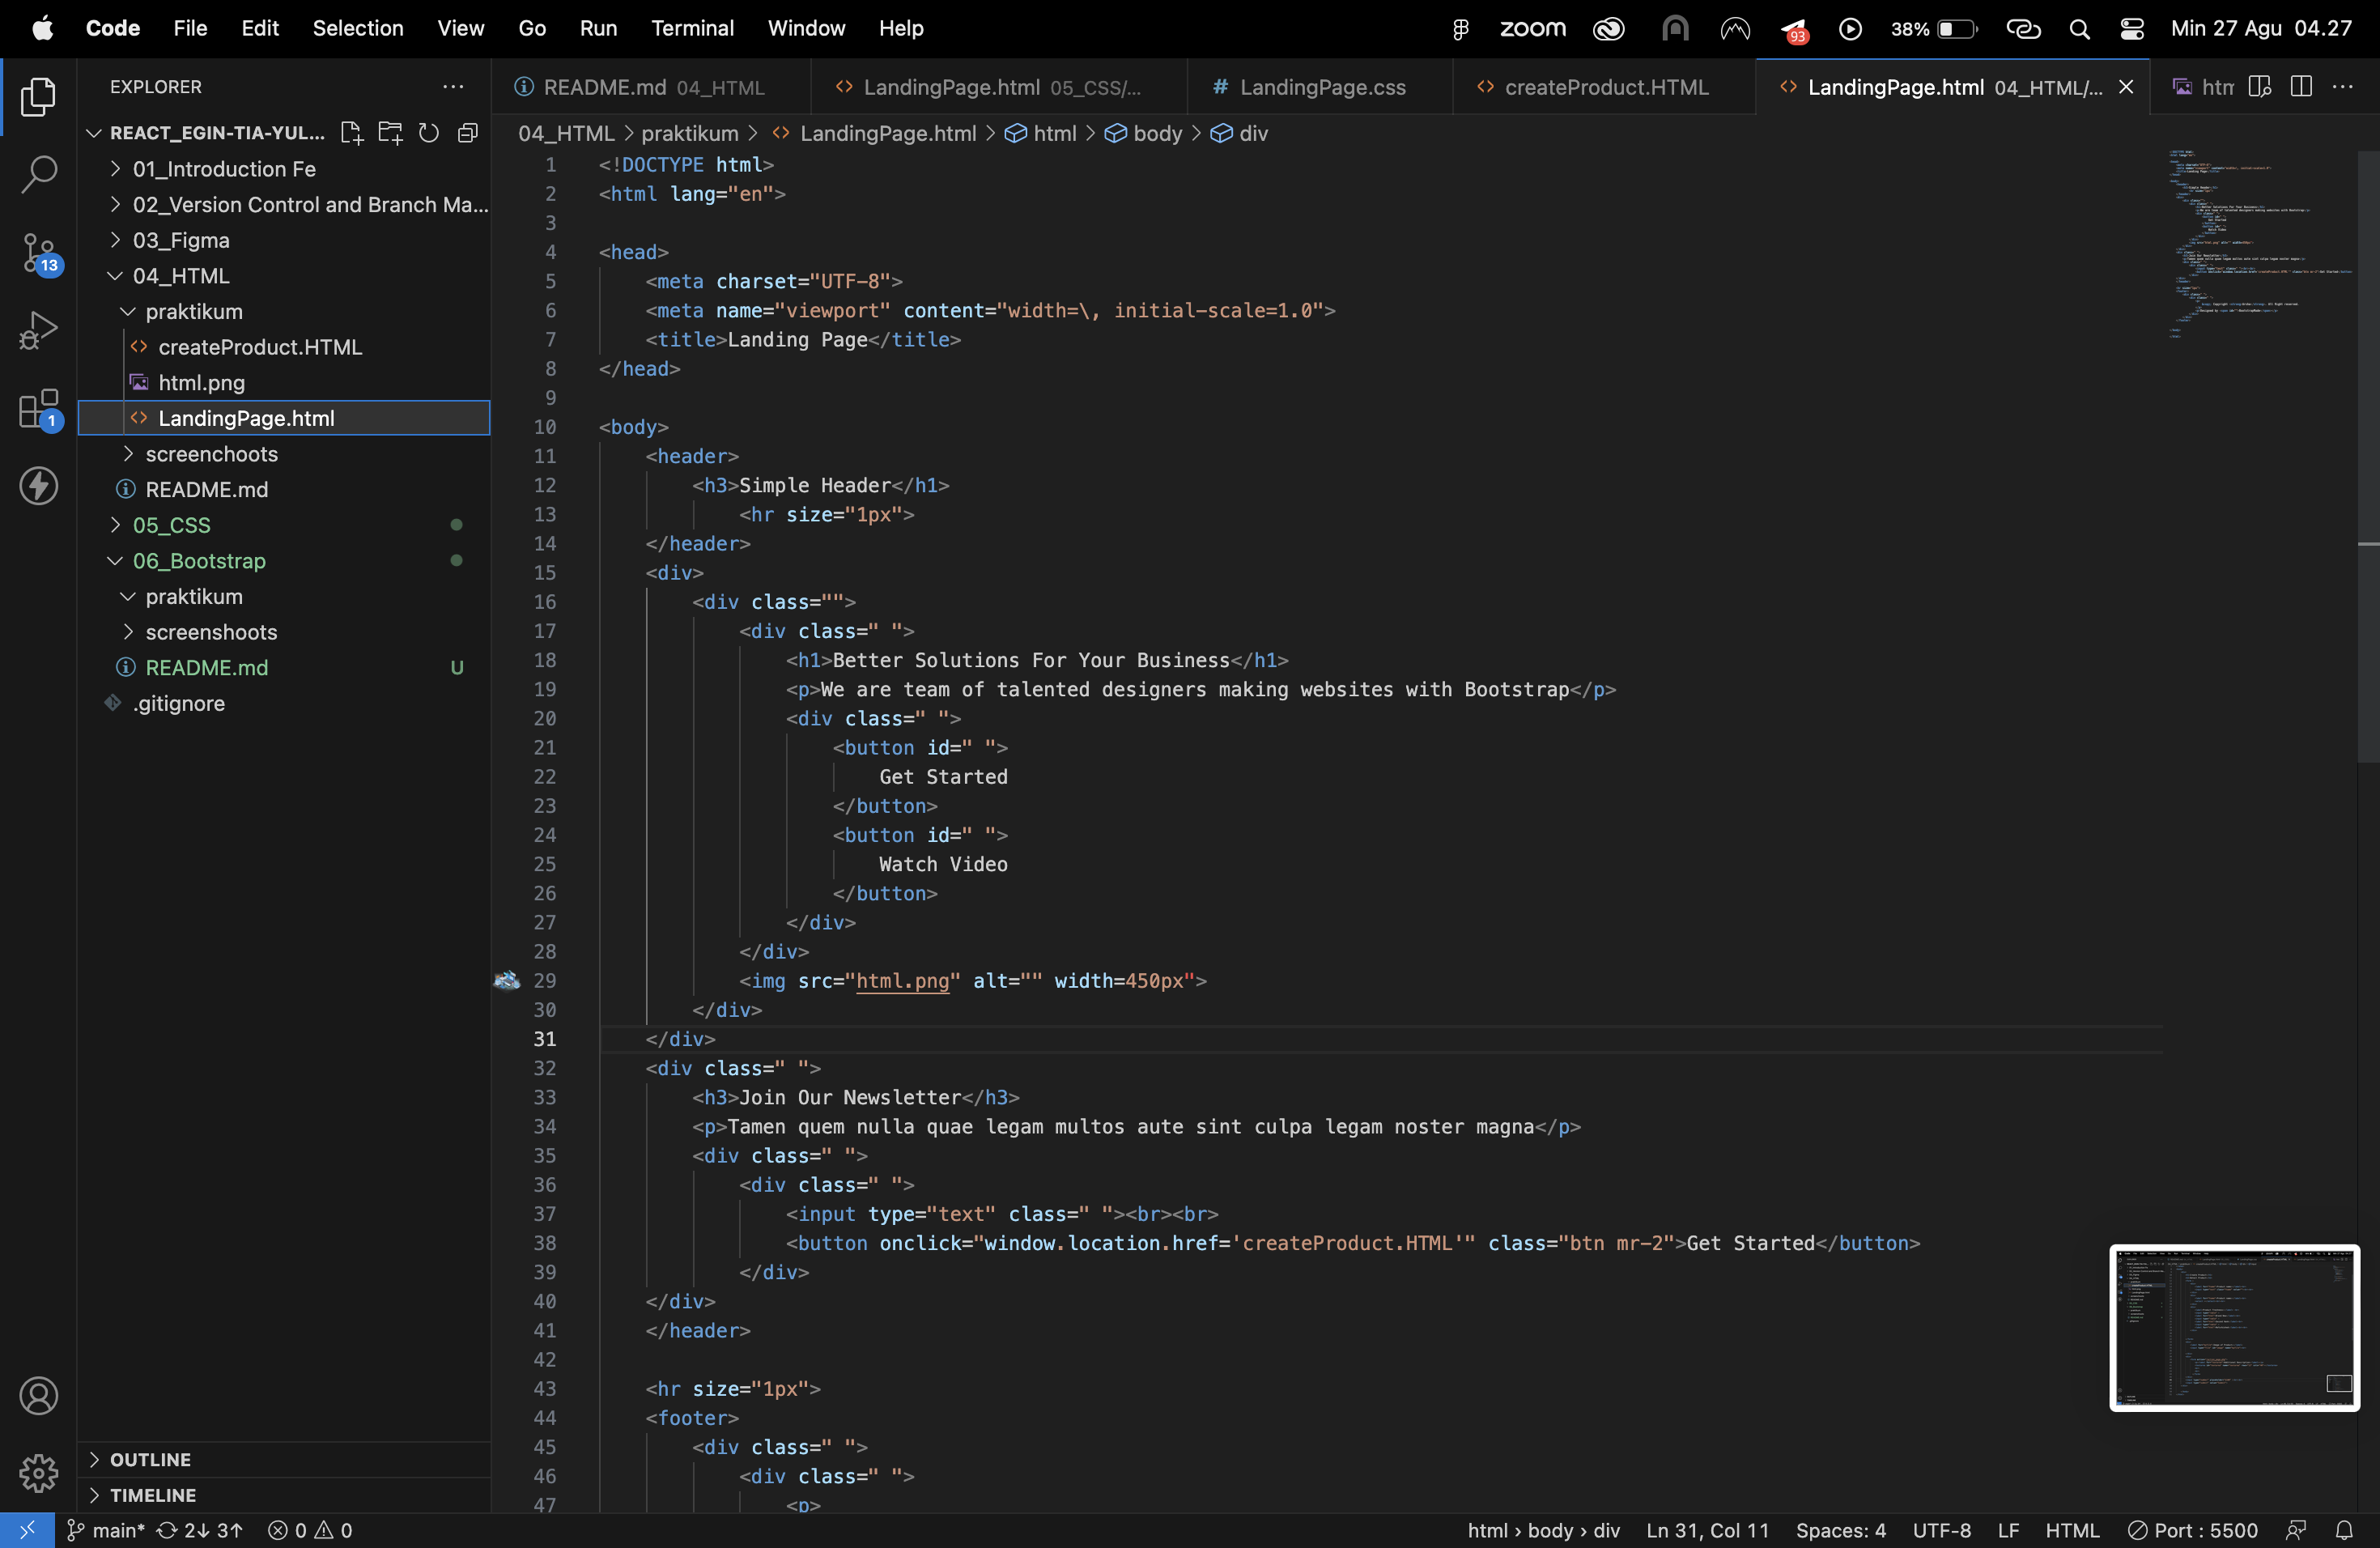 Code File Edit Selection View Go Run Terminal Window Help zoom 93 38% Min 27 Agu 04.27
EXPLORER
README.md 04_HTML
LandingPage.html 05_CSS/...
# LandingPage.css
createProduct.HTML
LandingPage.html 04_HTML/...
REACT_EGIN-TIA-YUL...
04_HTML > praktikum > LandingPage.html > html > body > div
01_Introduction Fe
02_Version Control and Branch Ma...
03_Figma
04_HTML
praktikum
createProduct.HTML
html.png
LandingPage.html
screenchoots
README.md
05_CSS
06_Bootstrap
praktikum
screenshoots
README.md U
.gitignore
13
1
OUTLINE
TIMELINE
1 <!DOCTYPE html>
2 <html lang="en">
3
4 <head>
5 <meta charset="UTF-8">
6 <meta name="viewport" content="width=\, initial-scale=1.0">
7 <title>Landing Page</title>
8 </head>
9
10 <body>
11 <header>
12 <h3>Simple Header</h1>
13 <hr size="1px">
14 </header>
15 <div>
16 <div class="">
17 <div class=" ">
18 <h1>Better Solutions For Your Business</h1>
19 <p>We are team of talented designers making websites with Bootstrap</p>
20 <div class=" ">
21 <button id=" ">
22 Get Started
23 </button>
24 <button id=" ">
25 Watch Video
26 </button>
27 </div>
28 </div>
29 <img src="html.png" alt="" width=450px">
30 </div>
31 </div>
32 <div class=" ">
33 <h3>Join Our Newsletter</h3>
34 <p>Tamen quem nulla quae legam multos aute sint culpa legam noster magna</p>
35 <div class=" ">
36 <div class=" ">
37 <input type="text" class=" "><br><br>
38 <button onclick="window.location.href='createProduct.HTML'" class="btn mr-2">Get Started</button>
39 </div>
40 </div>
41 </header>
42
43 <hr size="1px">
44 <footer>
45 <div class=" ">
46 <div class=" ">
47 <p>
main* 2↓ 3↑ 0 0 html › body › div Ln 31, Col 11 Spaces: 4 UTF-8 LF HTML Port : 5500